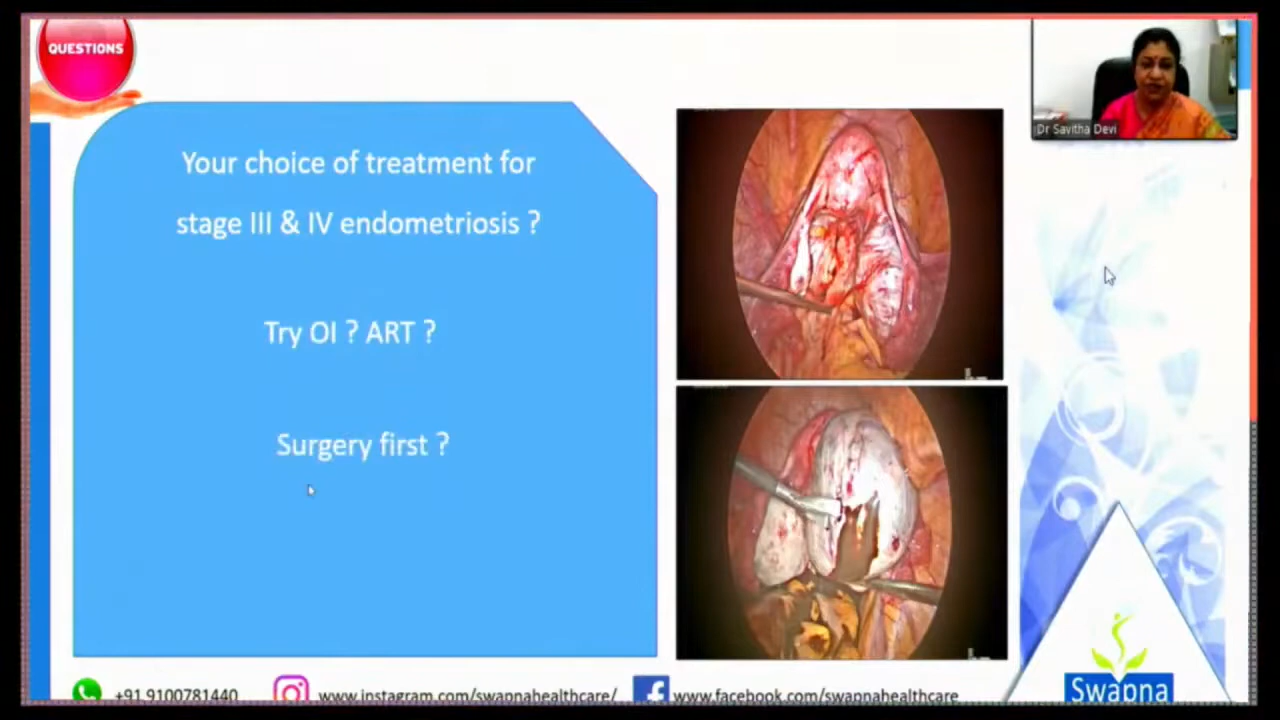 QUESTIONS
Dr Savitha Devi
Your choice of treatment for
stage III & IV endometriosis ?
Try OI ? ART ?
Surgery first ?
+91 9100781440
www.instagram.com/swapnahealthcare/
www.facebook.com/swapnahealthcare
Swapna